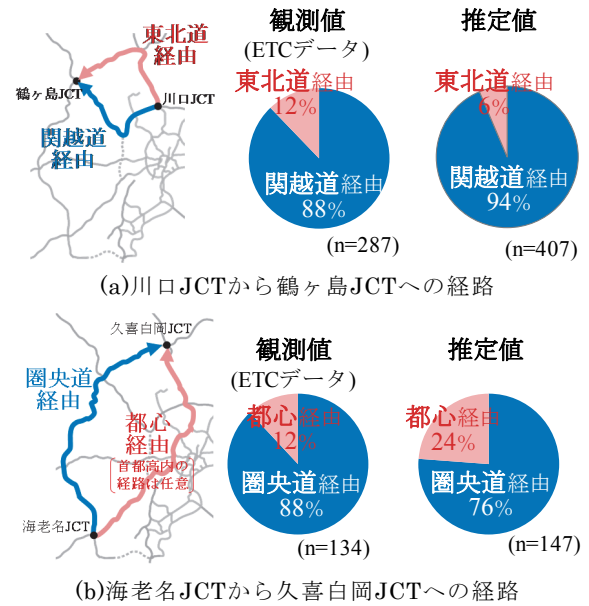 東北道
経由
鶴ヶ島JCT
川口JCT
関越道
経由
観測値
(ETCデータ)
東北道経由
12%
関越道経由
88%
(n=287)
推定値
東北道経由
6%
関越道経由
94%
(n=407)
(a)川口JCTから鶴ヶ島JCTへの経路
久喜白岡JCT
圏央道
経由
都心
経由
首都高内の
経路は任意
海老名JCT
観測値
(ETCデータ)
都心経由
12%
圏央道経由
88%
(n=134)
推定値
都心経由
24%
圏央道経由
76%
(n=147)
(b)海老名JCTから久喜白岡JCTへの経路